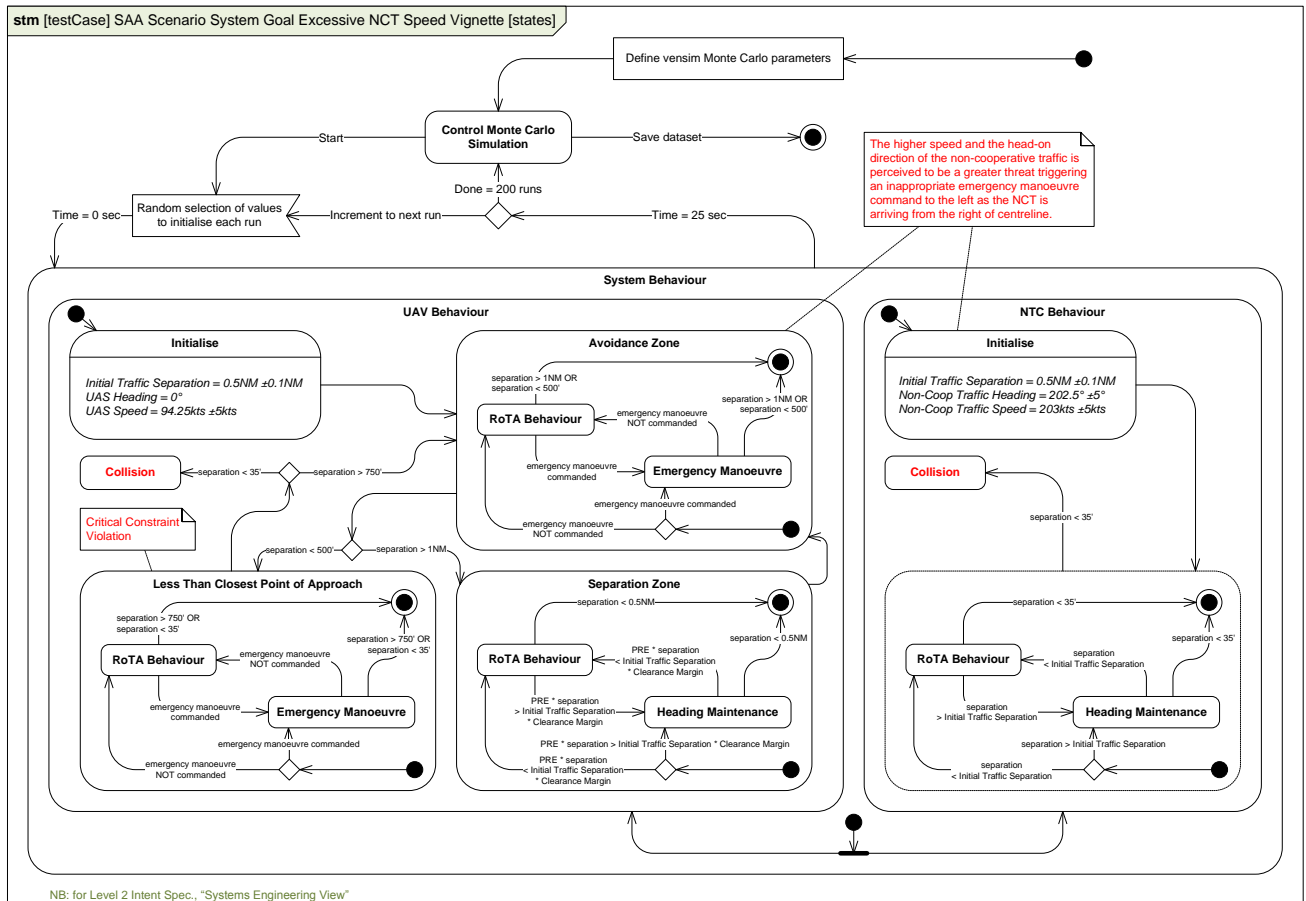 stm [testCase] SAA Scenario System Goal Excessive NCT Speed Vignette [states]
Define vensim Monte Carlo parameters
Control Monte Carlo
Simulation
Start
Save dataset
Done = 200 runs
The higher speed and the head-on
direction of the non-cooperative traffic is
perceived to be a greater threat triggering
an inappropriate emergency manoeuvre
command to the left as the NCT is
arriving from the right of centreline.
Time = 0 sec
Random selection of values
to initialise each run
Increment to next run
Time = 25 sec
System Behaviour
UAV Behaviour
Initialise
Initial Traffic Separation = 0.5NM ±0.1NM
UAS Heading = 0°
UAS Speed = 94.25kts ±5kts
Collision
separation < 35'
separation > 750'
Critical Constraint
Violation
separation < 500'
separation > 1NM
Avoidance Zone
separation > 1NM OR
separation < 500'
separation > 1NM OR
separation < 500'
RoTA Behaviour
emergency manoeuvre
NOT commanded
emergency manoeuvre
commanded
Emergency Manoeuvre
emergency manoeuvre commanded
emergency manoeuvre
NOT commanded
Less Than Closest Point of Approach
separation > 750' OR
separation < 35'
separation > 750' OR
separation < 35'
RoTA Behaviour
emergency manoeuvre
NOT commanded
emergency manoeuvre
commanded
Emergency Manoeuvre
emergency manoeuvre commanded
emergency manoeuvre
NOT commanded
Separation Zone
separation < 0.5NM
separation < 0.5NM
RoTA Behaviour
PRE * separation
< Initial Traffic Separation
* Clearance Margin
PRE * separation
> Initial Traffic Separation
* Clearance Margin
Heading Maintenance
PRE * separation > Initial Traffic Separation * Clearance Margin
PRE * separation
< Initial Traffic Separation
* Clearance Margin
NTC Behaviour
Initialise
Initial Traffic Separation = 0.5NM ±0.1NM
Non-Coop Traffic Heading = 202.5° ±5°
Non-Coop Traffic Speed = 203kts ±5kts
Collision
separation < 35'
separation < 35'
separation < 35'
RoTA Behaviour
separation
< Initial Traffic Separation
separation
> Initial Traffic Separation
Heading Maintenance
separation > Initial Traffic Separation
separation
< Initial Traffic Separation
NB: for Level 2 Intent Spec., “Systems Engineering View”